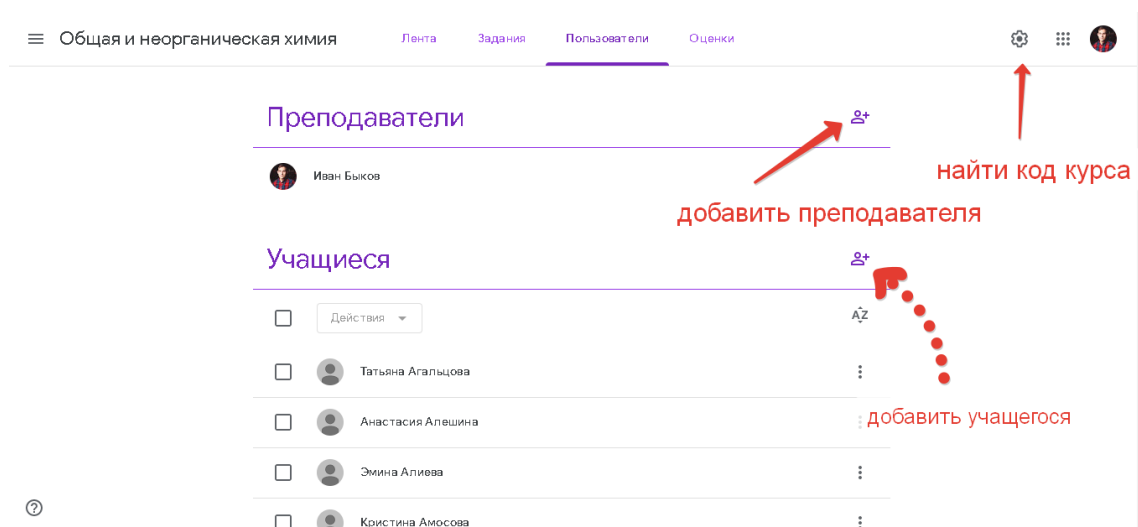 Общая и неорганическая химия
Лента Задания Пользователи Оценки
Преподаватели
найти код курса
Иван Быков
добавить преподавателя
Учащиеся
Действия
AZ
Татьяна Агальцова
добавить учащегося
Анастасия Алешина
Эмина Алиева
Кристина Амосова